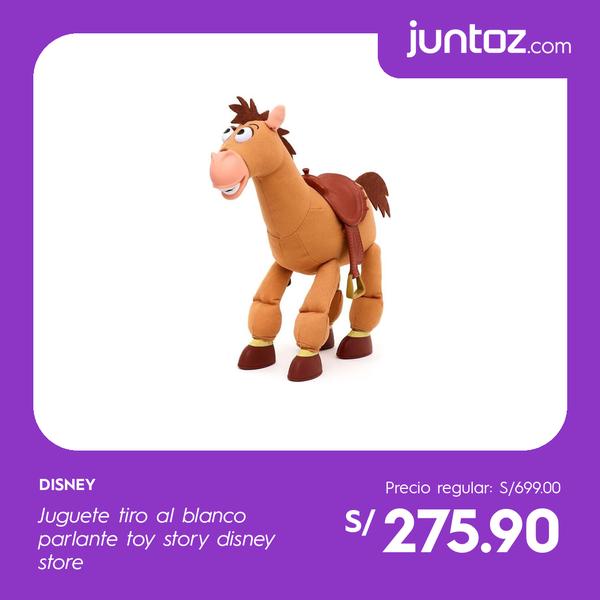 juntoz.com
DISNEY
Juguete tiro al blanco
parlante toy story disney
store
Precio regular: S/699.00
S/ 275.90